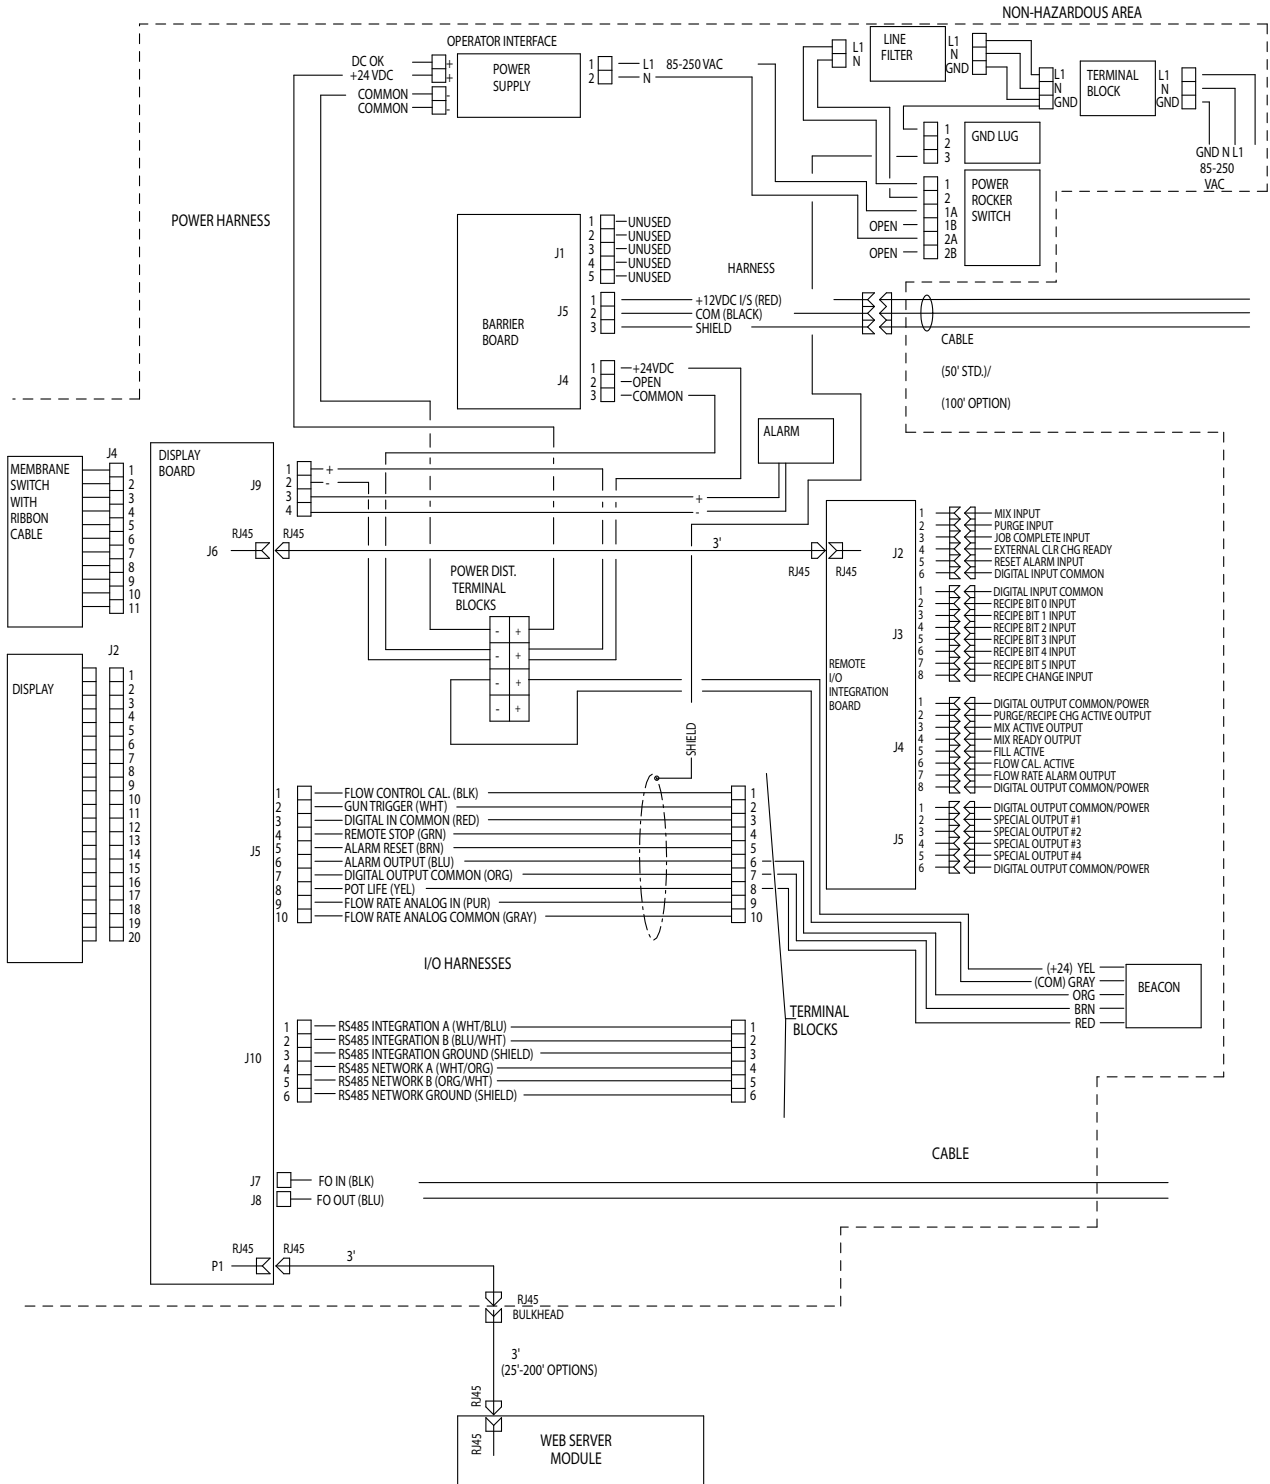 NON-HAZARDOUS AREA
OPERATOR INTERFACE
DC OK
+24 VDC
COMMON
COMMON
+
+
-
-
POWER
SUPPLY
1
2
L1 85-250 VAC
N
L1
N
LINE
FILTER
L1
N
GND
L1
N
GND
TERMINAL
BLOCK
L1
N
GND
GND N L1
85-250
VAC
1
2
3
GND LUG
1
2
1A
1B
2A
2B
OPEN
OPEN
POWER
ROCKER
SWITCH
POWER HARNESS
BARRIER
BOARD
J1
1
2
3
4
5
UNUSED
UNUSED
UNUSED
UNUSED
UNUSED
HARNESS
J5
1
2
3
+12VDC I/S (RED)
COM (BLACK)
SHIELD
CABLE
(50' STD.)/
(100' OPTION)
J4
1
2
3
+24VDC
OPEN
COMMON
ALARM
MEMBRANE
SWITCH
WITH
RIBBON
CABLE
J4
1
2
3
4
5
6
7
8
9
10
11
DISPLAY
BOARD
J9
1
2
3
4
+
-
+
-
J6
RJ45
RJ45
3'
RJ45
RJ45
POWER DIST.
TERMINAL
BLOCKS
- +
- +
- +
- +
SHIELD
REMOTE
I/O
INTEGRATION
BOARD
J2
1 MIX INPUT
2 PURGE INPUT
3 JOB COMPLETE INPUT
4 EXTERNAL CLR CHG READY
5 RESET ALARM INPUT
6 DIGITAL INPUT COMMON
J3
1 DIGITAL INPUT COMMON
2 RECIPE BIT 0 INPUT
3 RECIPE BIT 1 INPUT
4 RECIPE BIT 2 INPUT
5 RECIPE BIT 3 INPUT
6 RECIPE BIT 4 INPUT
7 RECIPE BIT 5 INPUT
8 RECIPE CHANGE INPUT
J4
1 DIGITAL OUTPUT COMMON/POWER
2 PURGE/RECIPE CHG ACTIVE OUTPUT
3 MIX ACTIVE OUTPUT
4 MIX READY OUTPUT
5 FILL ACTIVE
6 FLOW CAL. ACTIVE
7 FLOW RATE ALARM OUTPUT
8 DIGITAL OUTPUT COMMON/POWER
J5
1 DIGITAL OUTPUT COMMON/POWER
2 SPECIAL OUTPUT #1
3 SPECIAL OUTPUT #2
4 SPECIAL OUTPUT #3
5 SPECIAL OUTPUT #4
6 DIGITAL OUTPUT COMMON/POWER
DISPLAY
J2
1
2
3
4
5
6
7
8
9
10
11
12
13
14
15
16
17
18
19
20
J5
1 FLOW CONTROL CAL. (BLK) 1
2 GUN TRIGGER (WHT) 2
3 DIGITAL IN COMMON (RED) 3
4 REMOTE STOP (GRN) 4
5 ALARM RESET (BRN) 5
6 ALARM OUTPUT (BLU) 6
7 DIGITAL OUTPUT COMMON (ORG) 7
8 POT LIFE (YEL) 8
9 FLOW RATE ANALOG IN (PUR) 9
10 FLOW RATE ANALOG COMMON (GRAY) 10
I/O HARNESSES
TERMINAL
BLOCKS
(+24) YEL
(COM) GRAY
ORG
BRN
RED
BEACON
J10
1 RS485 INTEGRATION A (WHT/BLU) 1
2 RS485 INTEGRATION B (BLU/WHT) 2
3 RS485 INTEGRATION GROUND (SHIELD) 3
4 RS485 NETWORK A (WHT/ORG) 4
5 RS485 NETWORK B (ORG/WHT) 5
6 RS485 NETWORK GROUND (SHIELD) 6
CABLE
J7 FO IN (BLK)
J8 FO OUT (BLU)
P1
RJ45
RJ45
3'
RJ45
BULKHEAD
3'
(25'-200' OPTIONS)
RJ45
RJ45
WEB SERVER
MODULE